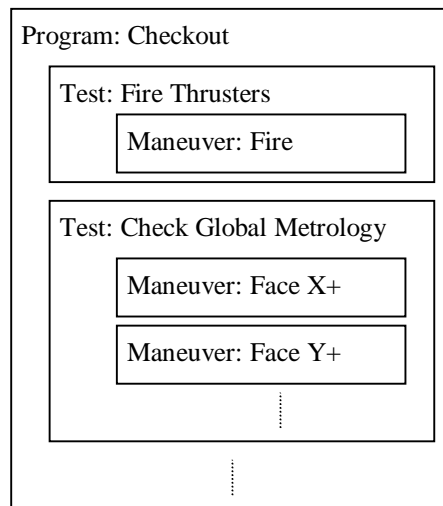 Program: Checkout
Test: Fire Thrusters
Maneuver: Fire
Test: Check Global Metrology
Maneuver: Face X+
Maneuver: Face Y+